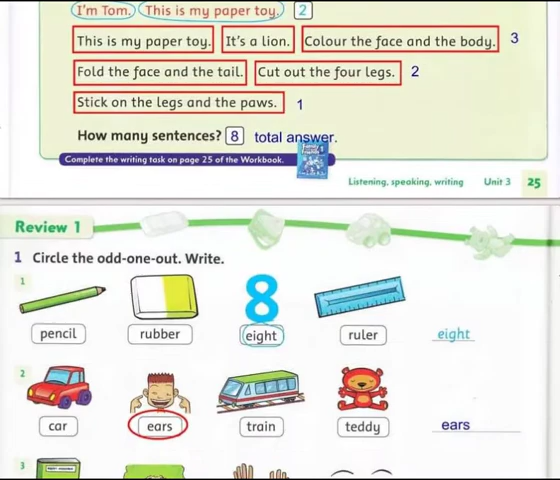 I'm Tom. This is my paper toy. 2
This is my paper toy. It's a lion. Colour the face and the body. 3
Fold the face and the tail. Cut out the four legs. 2
Stick on the legs and the paws. 1
How many sentences? 8 total answer.
Complete the writing task on page 25 of the Workbook.
Listening, speaking, writing Unit 3 25
Review 1
1 Circle the odd-one-out. Write.
1
8
pencil rubber eight ruler eight
2
car ears train teddy ears
3